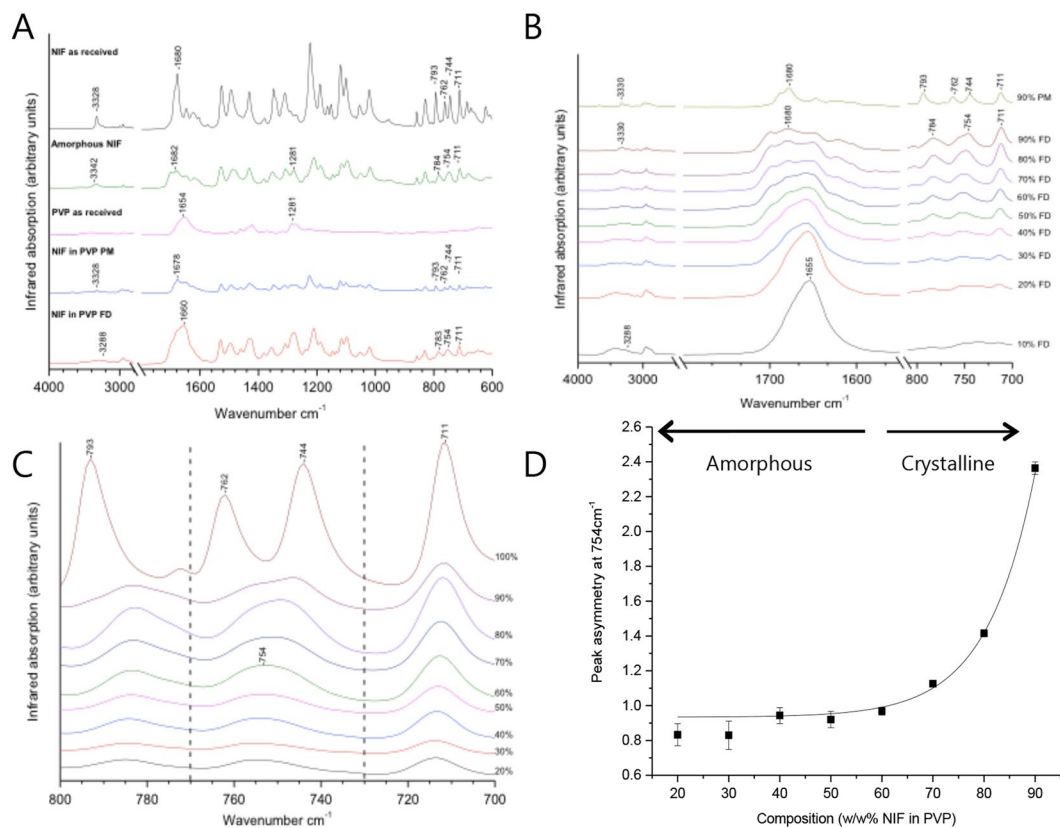 A
NIF as received
-3328
-1680
-793
-762
-744
-711
Amorphous NIF
-3342
-1682
-1281
-784
-754
-711
PVP as received
-1654
-1281
NIF in PVP PM
-3328
-1678
-793
-762
-744
-711
NIF in PVP FD
-3288
-1660
-783
-754
-711
Infrared absorption (arbitrary units)
4000 3000 1600 1400 1200 1000 800 600
Wavenumber cm⁻¹
B
-3330
-1680
-793
-762
-744
-711
90% PM
-3330
-1680
-784
-754
-711
90% FD
80% FD
70% FD
60% FD
50% FD
40% FD
30% FD
20% FD
-3288
-1655
10% FD
Infrared absorption (arbitrary units)
4000 3000 1700 1600 800 750 700
Wavenumber cm⁻¹
C
793
-762
-744
-711
100%
90%
80%
70%
-754
60%
50%
40%
30%
20%
Infrared absorption (arbitrary units)
800 780 760 740 720 700
Wavenumber cm⁻¹
D
Amorphous
Crystalline
2.6
2.4
2.2
2.0
1.8
1.6
1.4
1.2
1.0
0.8
0.6
Peak asymmetry at 754cm⁻¹
20 30 40 50 60 70 80 90
Composition (w/w% NIF in PVP)